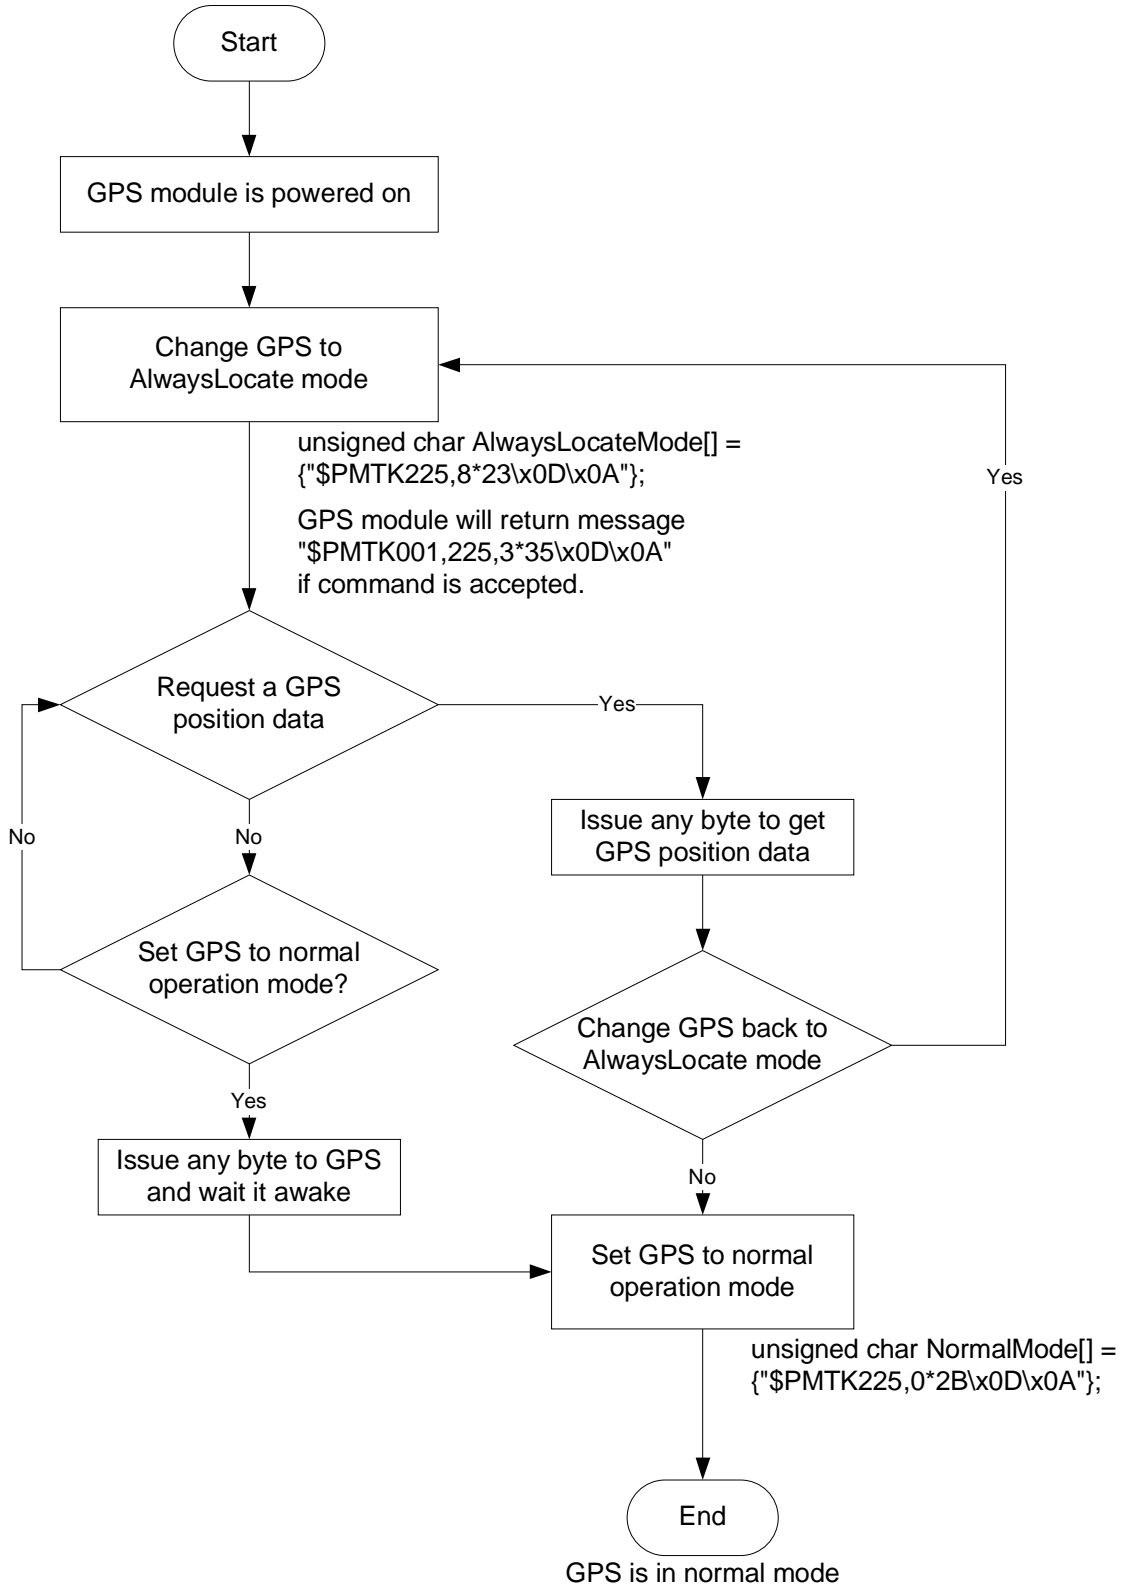 Start
GPS module is powered on
Change GPS to
AlwaysLocate mode
unsigned char AlwaysLocateMode[] =
{"$PMTK225,8*23\x0D\x0A"};
Yes
GPS module will return message
"$PMTK001,225,3*35\x0D\x0A"
if command is accepted.
Request a GPS
position data
Yes
No
No
Issue any byte to get
GPS position data
Set GPS to normal
operation mode?
Change GPS back to
AlwaysLocate mode
Yes
Issue any byte to GPS
and wait it awake
No
Set GPS to normal
operation mode
unsigned char NormalMode[] =
{"$PMTK225,0*2B\x0D\x0A"};
End
GPS is in normal mode